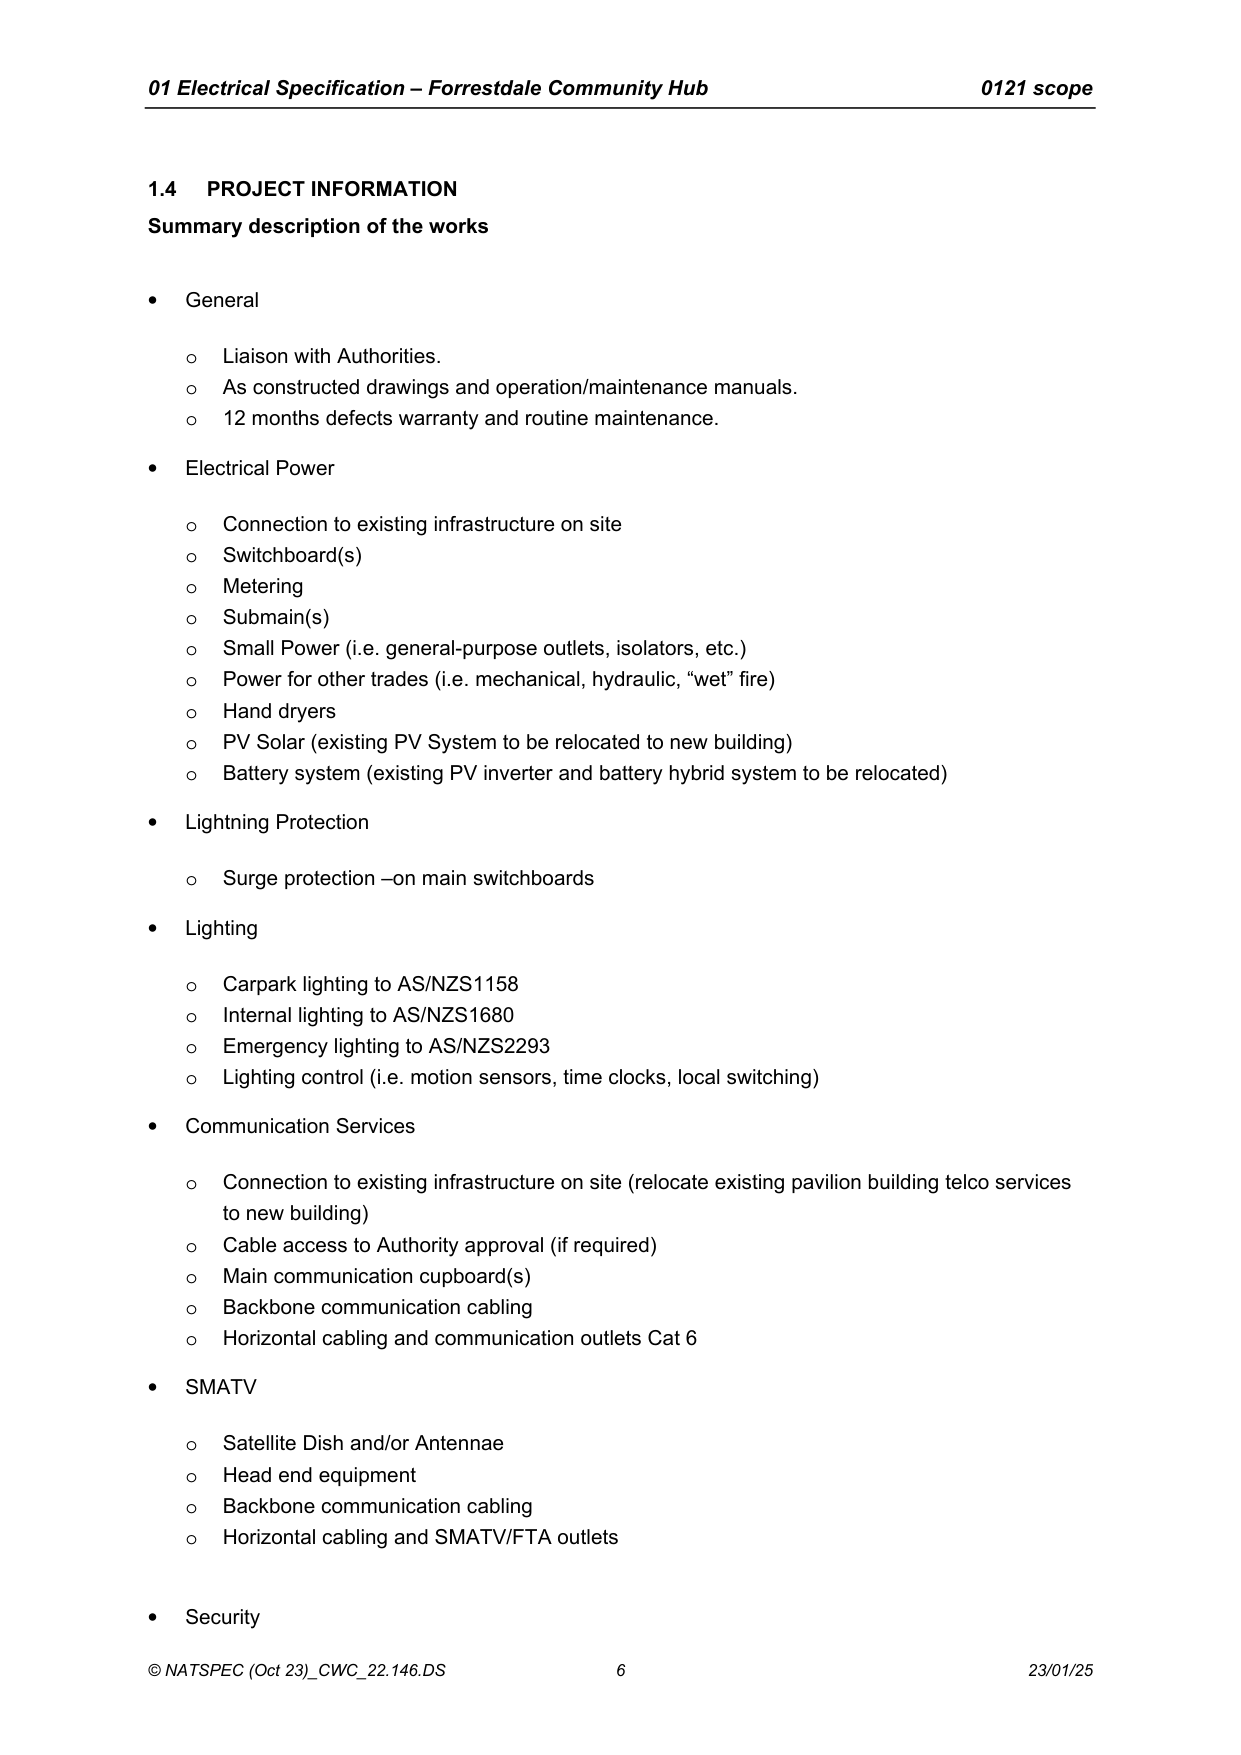 01 Electrical Specification – Forrestdale Community Hub 0121 scope
1.4 PROJECT INFORMATION
Summary description of the works
• General
o Liaison with Authorities.
o As constructed drawings and operation/maintenance manuals.
o 12 months defects warranty and routine maintenance.
• Electrical Power
o Connection to existing infrastructure on site
o Switchboard(s)
o Metering
o Submain(s)
o Small Power (i.e. general-purpose outlets, isolators, etc.)
o Power for other trades (i.e. mechanical, hydraulic, “wet” fire)
o Hand dryers
o PV Solar (existing PV System to be relocated to new building)
o Battery system (existing PV inverter and battery hybrid system to be relocated)
• Lightning Protection
o Surge protection –on main switchboards
• Lighting
o Carpark lighting to AS/NZS1158
o Internal lighting to AS/NZS1680
o Emergency lighting to AS/NZS2293
o Lighting control (i.e. motion sensors, time clocks, local switching)
• Communication Services
o Connection to existing infrastructure on site (relocate existing pavilion building telco services
to new building)
o Cable access to Authority approval (if required)
o Main communication cupboard(s)
o Backbone communication cabling
o Horizontal cabling and communication outlets Cat 6
• SMATV
o Satellite Dish and/or Antennae
o Head end equipment
o Backbone communication cabling
o Horizontal cabling and SMATV/FTA outlets
• Security
© NATSPEC (Oct 23)_CWC_22.146.DS 6 23/01/25